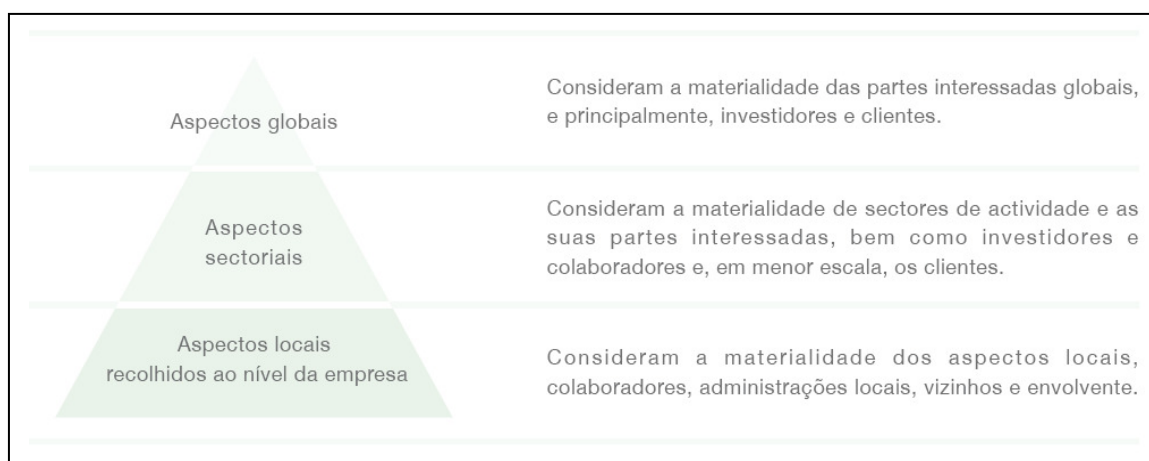 Aspectos globais
Consideram a materialidade das partes interessadas globais,
e principalmente, investidores e clientes.
Aspectos
sectoriais
Consideram a materialidade de sectores de actividade e as
suas partes interessadas, bem como investidores e
colaboradores e, em menor escala, os clientes.
Aspectos locais
recolhidos ao nível da empresa
Consideram a materialidade dos aspectos locais,
colaboradores, administrações locais, vizinhos e envolvente.